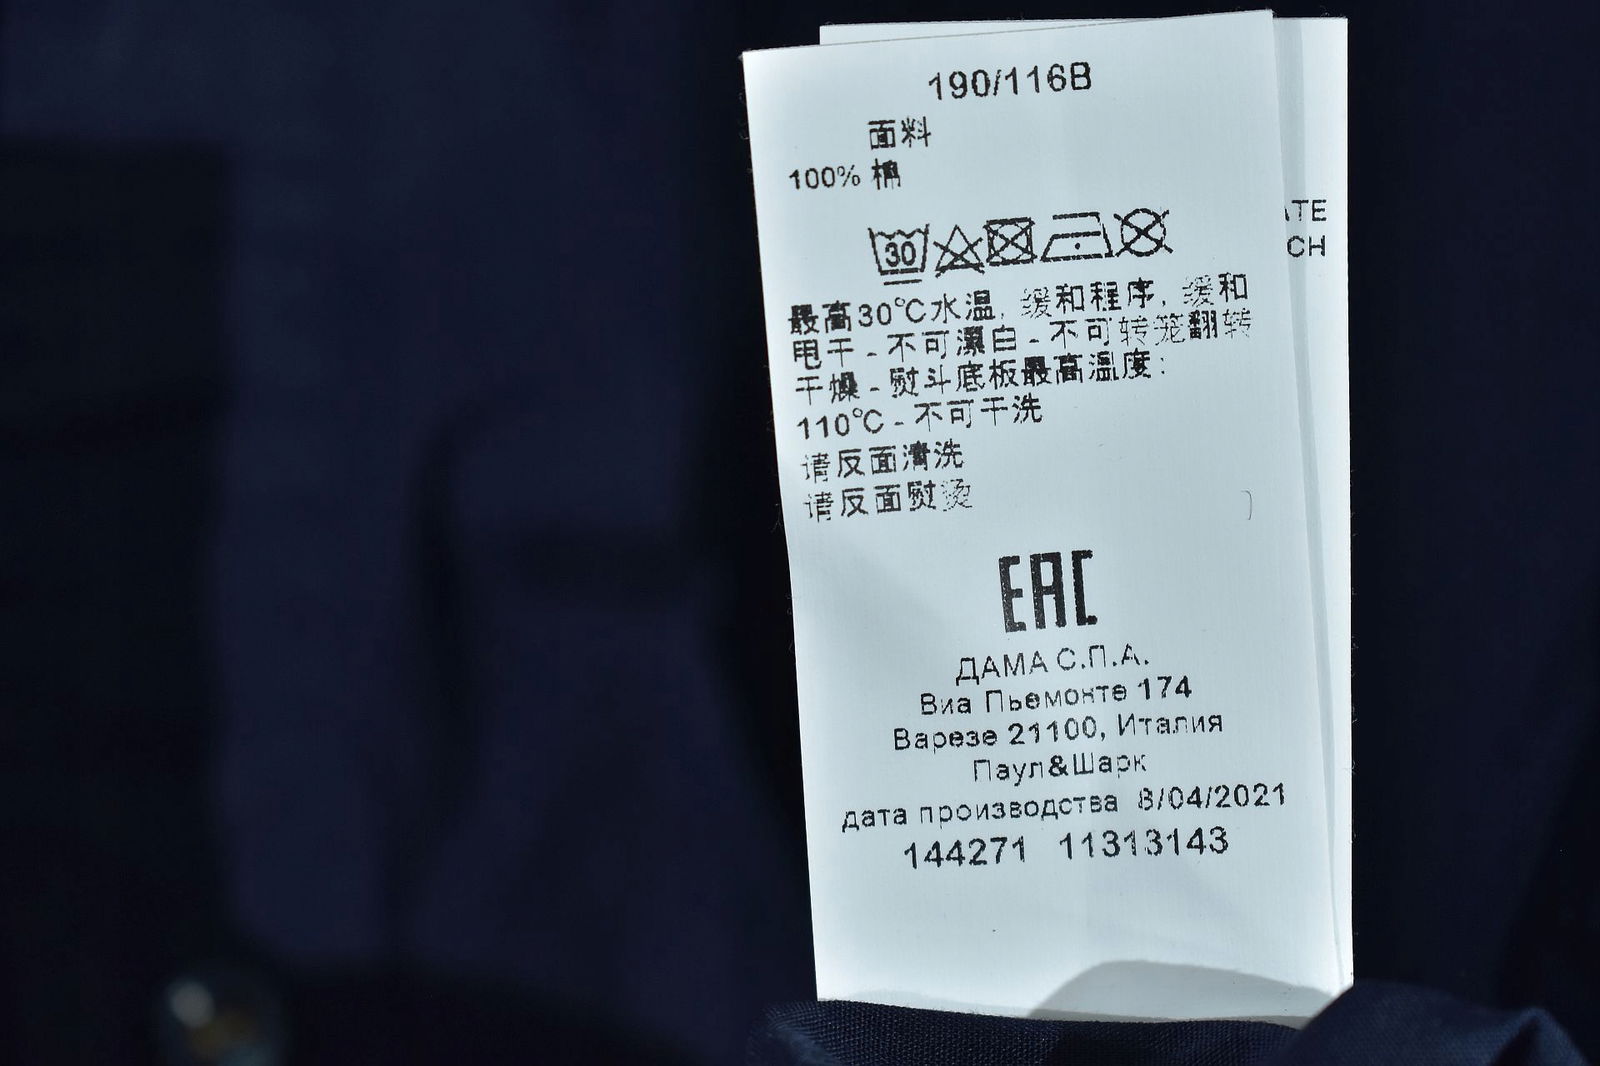 190/116B
面料
100% 棉
30
最高30℃水温, 缓和程序, 缓和
甩干 - 不可漂白 - 不可转笼翻转
干燥 - 熨斗底板最高温度:
110℃ - 不可干洗
请反面清洗
请反面熨烫
EAC
ДАМА С.П.А.
Виа Пьемонте 174
Варезе 21100, Италия
Паул&Шарк
дата производства 8/04/2021
144271 11313143
ATE
CH